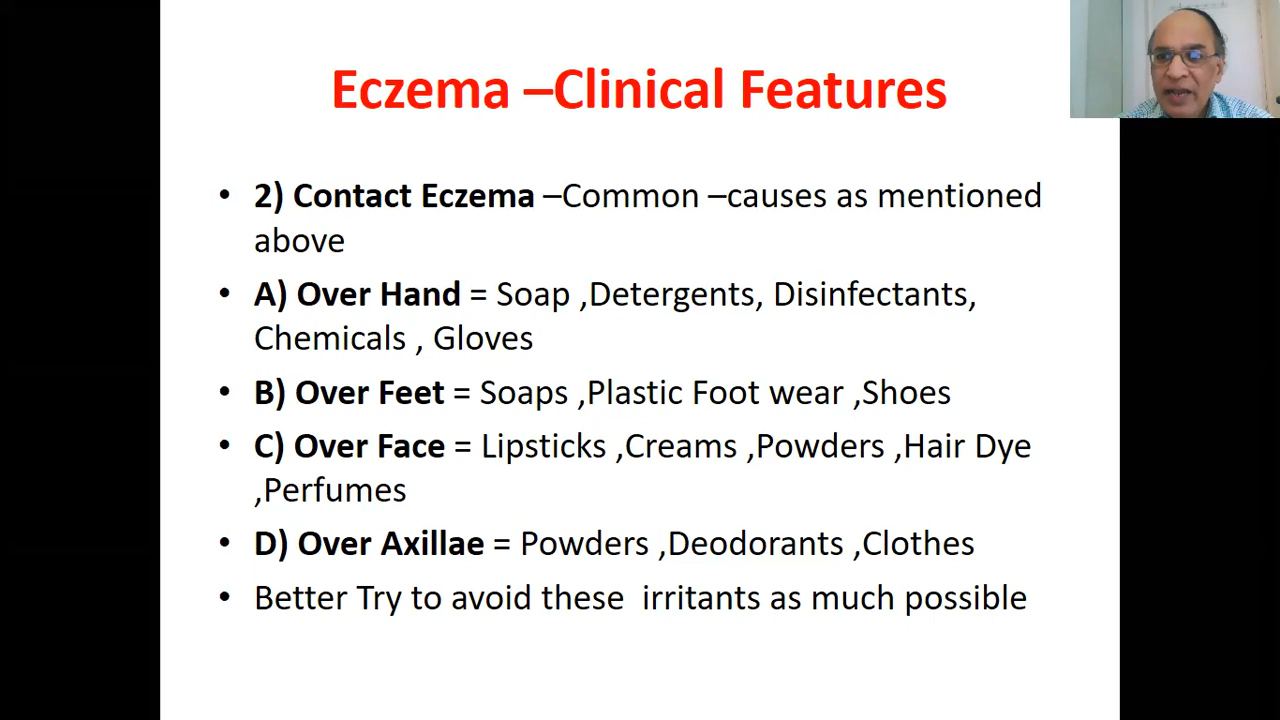 Eczema –Clinical Features
• 2) Contact Eczema –Common –causes as mentioned
above
• A) Over Hand = Soap ,Detergents, Disinfectants,
Chemicals , Gloves
• B) Over Feet = Soaps ,Plastic Foot wear ,Shoes
• C) Over Face = Lipsticks ,Creams ,Powders ,Hair Dye
,Perfumes
• D) Over Axillae = Powders ,Deodorants ,Clothes
• Better Try to avoid these  irritants as much possible